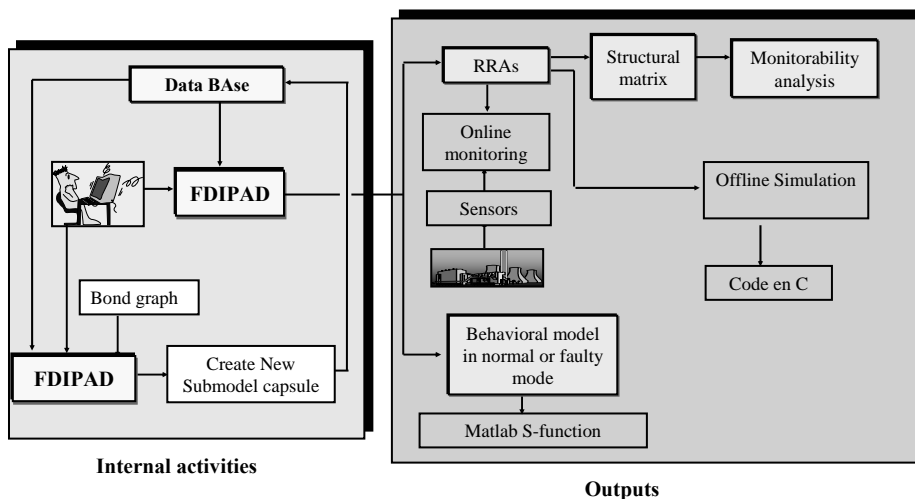 Data BAse
FDIPAD
Bond graph
FDIPAD
Create New
Submodel capsule
Internal activities
RRAs
Structural
matrix
Monitorability
analysis
Online
monitoring
Sensors
Offline Simulation
Code en C
Behavioral model
in normal or faulty
mode
Matlab S-function
Outputs